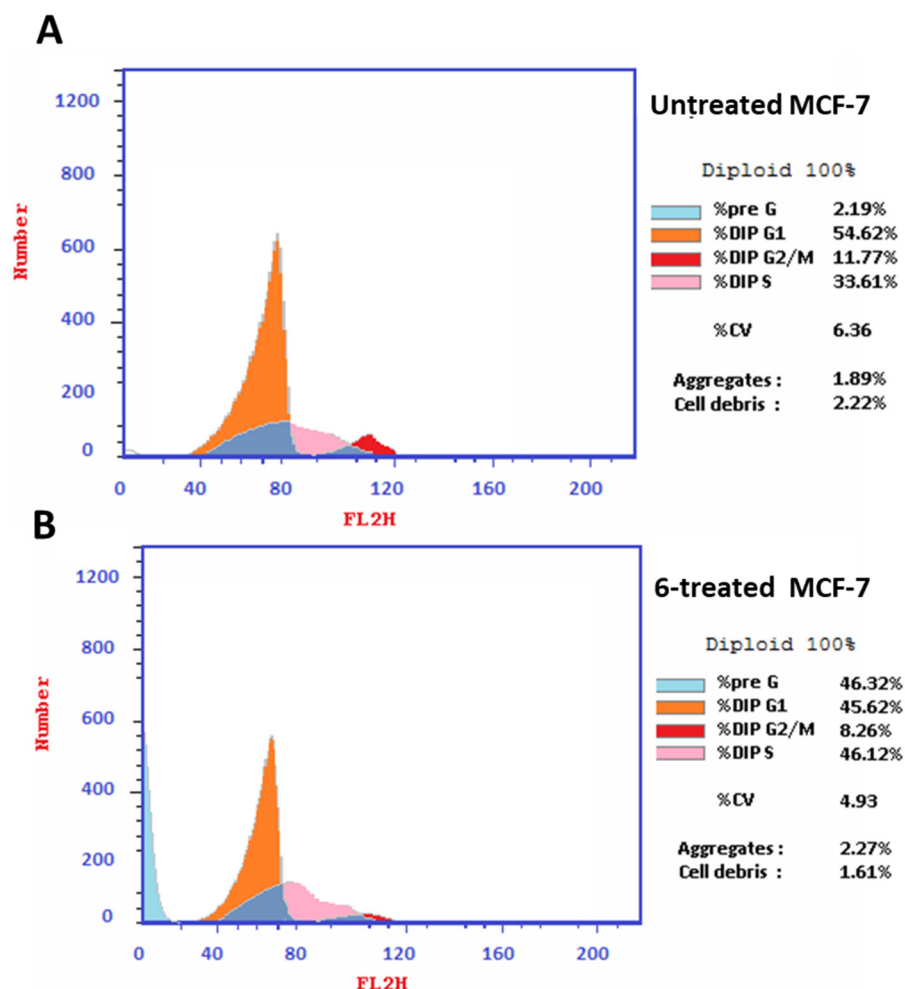 A
Untreated MCF-7
Diploid 100%
%pre G 2.19%
%DIP G1 54.62%
%DIP G2/M 11.77%
%DIP S 33.61%
%CV 6.36
Aggregates : 1.89%
Cell debris : 2.22%
1200
800
600
400
200
0
Number
0 40 80 120 160 200
FL2H
B
6-treated MCF-7
Diploid 100%
%pre G 46.32%
%DIP G1 45.62%
%DIP G2/M 8.26%
%DIP S 46.12%
%CV 4.93
Aggregates : 2.27%
Cell debris : 1.61%
1200
800
600
400
200
0
Number
0 40 80 120 160 200
FL2H